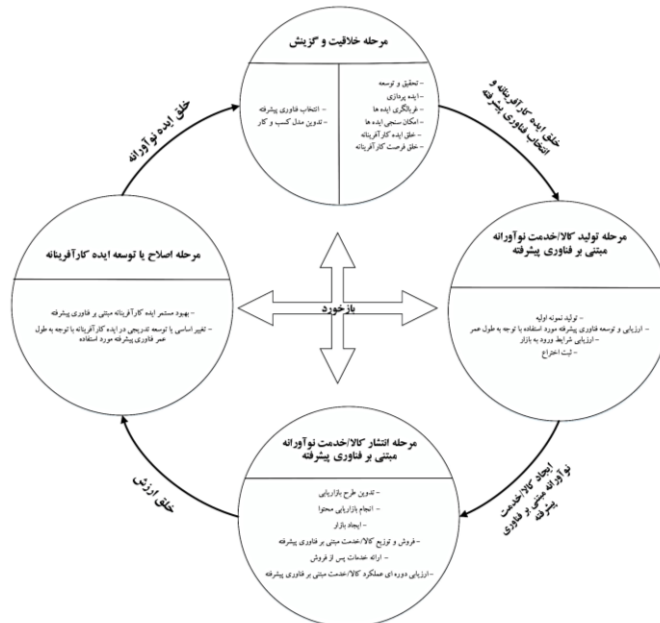 مرحله خلاقیت و گزینش
- تحقیق و توسعه
- ایده پردازی
- غربالگری ایده ها
- امکان سنجی ایده ها
- خلق ایده کارآفرینانه
- خلق فرصت کارآفرینانه
- انتخاب فناوری پیشرفته
- تدوین مدل کسب و کار
خلق ایده کارآفرینانه و
انتخاب فناوری پیشرفته
مرحله تولید کالا/خدمت نوآورانه
مبتنی بر فناوری پیشرفته
- تولید نمونه اولیه
- ارزیابی و توسعه فناوری پیشرفته مورد استفاده با توجه به طول عمر
- ارزیابی شرایط ورود به بازار
- ثبت اختراع
ایجاد کالا/خدمت
نوآورانه مبتنی بر فناوری
پیشرفته
مرحله انتشار کالا/خدمت نوآورانه
مبتنی بر فناوری پیشرفته
- تدوین طرح بازاریابی
- انجام بازاریابی محتوا
- ایجاد بازار
- فروش و توزیع کالا/خدمت مبتنی بر فناوری پیشرفته
- ارائه خدمات پس از فروش
- ارزیابی دوره ای عملکرد کالا/خدمت مبتنی بر فناوری پیشرفته
خلق ارزش
مرحله اصلاح یا توسعه ایده کارآفرینانه
- بهبود مستمر ایده کارآفرینانه مبتنی بر فناوری پیشرفته
- تغییر اساسی یا توسعه تدریجی در ایده کارآفرینانه با توجه به طول
عمر فناوری پیشرفته مورد استفاده
خلق ایده نوآورانه
بازخورد